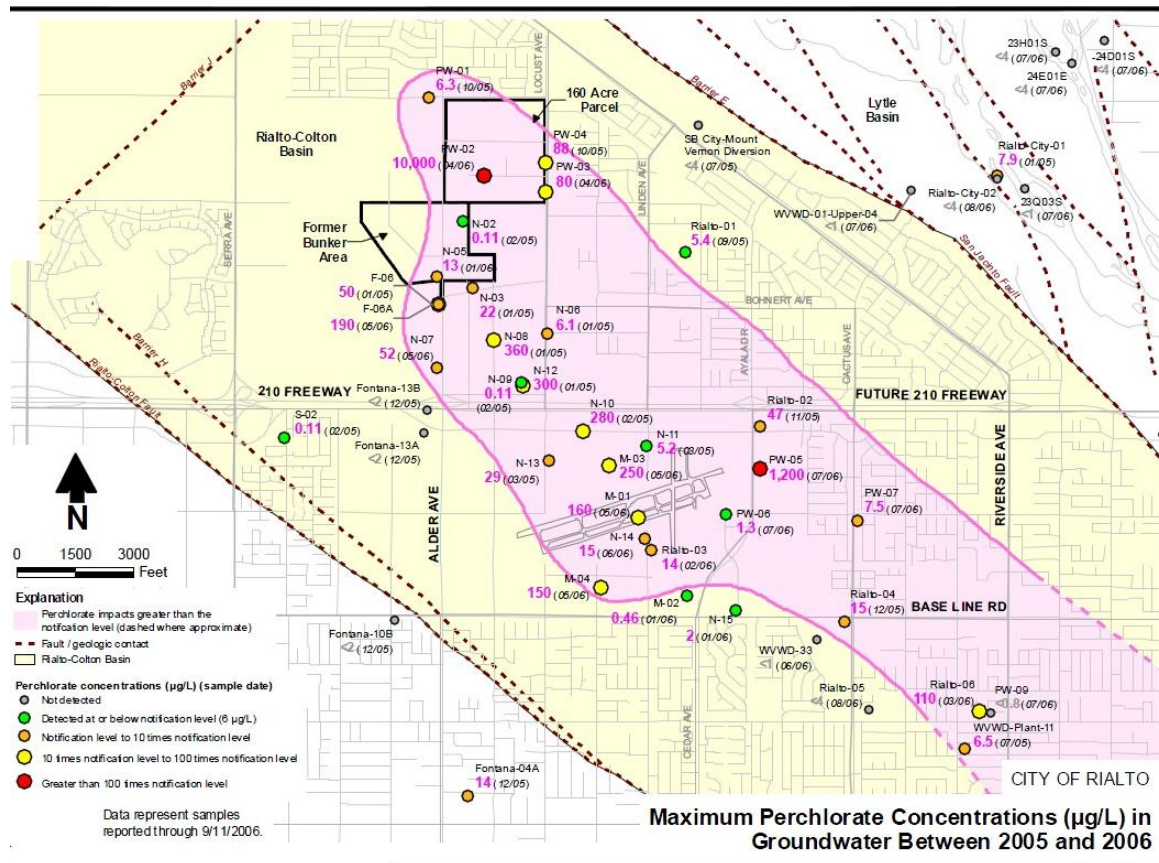 PW-01
6.3 (10/05)
LOCUST AVE
160 Acre
Parcel
Barrier J
Barrier E
23H01S
<4
(07/06)
24D01S
<4
(07/06)
24E01E
<4
(07/06)
Lytle
Basin
Rialto-Colton
Basin
PW-04
88 (10/05)
PW-02
10,000 (04/06)
PW-03
80 (04/06)
SB City-Mount
Vernon Diversion
<4 (07/05)
Rialto-City-01
7.9
(01/05)
Rialto-City-02
<4 (08/06)
23Q03S
<1 (07/06)
WVWD-01-Upper-04
<1 (07/06)
LINDEN AVE
SIERRA AVE
Former
Bunker
Area
N-02
0.11 (02/05)
Rialto-01
5.4 (09/05)
San Jacinto Fault
N-05
13 (01/06)
F-06
50 (01/05)
F-06A
190 (05/06)
N-03
22 (01/05)
N-06
6.1 (01/05)
BOHNERT AVE
N-07
52 (05/06)
N-08
360 (01/05)
AYALA DR
CACTUS AVE
Barrier H
Rialto-Colton Fault
N-09
0.11
(02/05)
N-12
300 (01/05)
210 FREEWAY
Fontana-13B
<2 (12/05)
FUTURE 210 FREEWAY
S-02
0.11 (02/05)
N-10
280 (02/05)
Rialto-02
47 (11/05)
Fontana-13A
<2 (12/05)
N-11
5.2 (03/05)
N-13
29 (03/05)
M-03
250 (05/06)
PW-05
1,200 (07/06)
N
ALDER AVE
RIVERSIDE AVE
M-01
160
(05/06)
PW-06
1.3
(07/06)
PW-07
7.5 (07/06)
N-14
15
(06/06)
Rialto-03
14
(02/06)
0 1500 3000
Feet
M-04
150 (05/06)
M-02
0.46 (01/06)
N-15
2 (01/06)
Rialto-04
15 (12/05)
BASE LINE RD
Explanation
Perchlorate impacts greater than the
notification level (dashed where approximate)
Fault / geologic contact
Rialto-Colton Basin
Fontana-10B
<2 (12/05)
WVWD-33
<1 (06/06)
Perchlorate concentrations (µg/L) (sample date)
Not detected
Detected at or below notification level (6 µg/L)
Notification level to 10 times notification level
10 times notification level to 100 times notification level
Greater than 100 times notification level
Rialto-05
<4 (08/06)
Rialto-06
110 (03/06)
PW-09
<0.8 (07/06)
WVWD-Plant-11
6.5 (07/05)
CEDAR AVE
Fontana-04A
14 (12/05)
CITY OF RIALTO
Data represent samples
reported through 9/11/2006.
Maximum Perchlorate Concentrations (µg/L) in
Groundwater Between 2005 and 2006